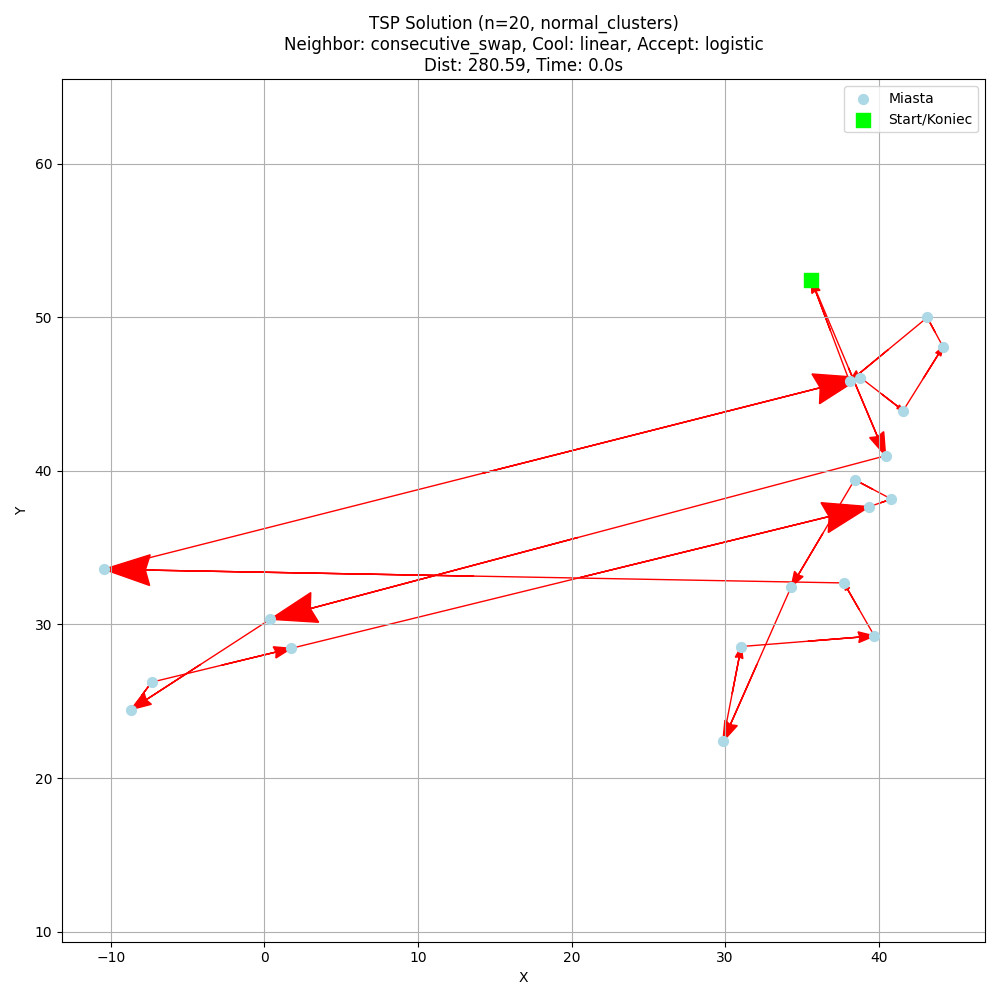 TSP Solution (n=20, normal_clusters)
Neighbor: consecutive_swap, Cool: linear, Accept: logistic
Dist: 280.59, Time: 0.0s
Miasta
Start/Koniec
60
50
40
30
20
10
Y
−10
0
10
20
30
40
X